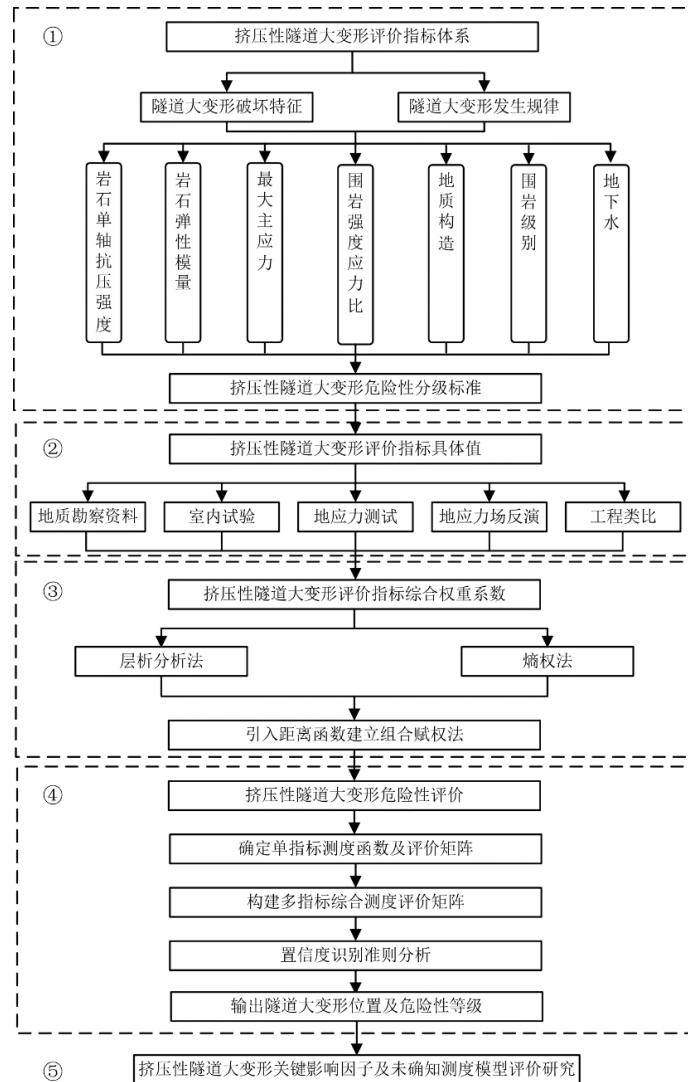 ①
挤压性隧道大变形评价指标体系
隧道大变形破坏特征
隧道大变形发生规律
岩石单轴抗压强度
岩石弹性模量
最大主应力
围岩强度应力比
地质构造
围岩级别
地下水
挤压性隧道大变形危险性分级标准
②
挤压性隧道大变形评价指标具体值
地质勘察资料
室内试验
地应力测试
地应力场反演
工程类比
③
挤压性隧道大变形评价指标综合权重系数
层析分析法
熵权法
引入距离函数建立组合赋权法
④
挤压性隧道大变形危险性评价
确定单指标测度函数及评价矩阵
构建多指标综合测度评价矩阵
置信度识别准则分析
输出隧道大变形位置及危险性等级
⑤
挤压性隧道大变形关键影响因子及未确知测度模型评价研究